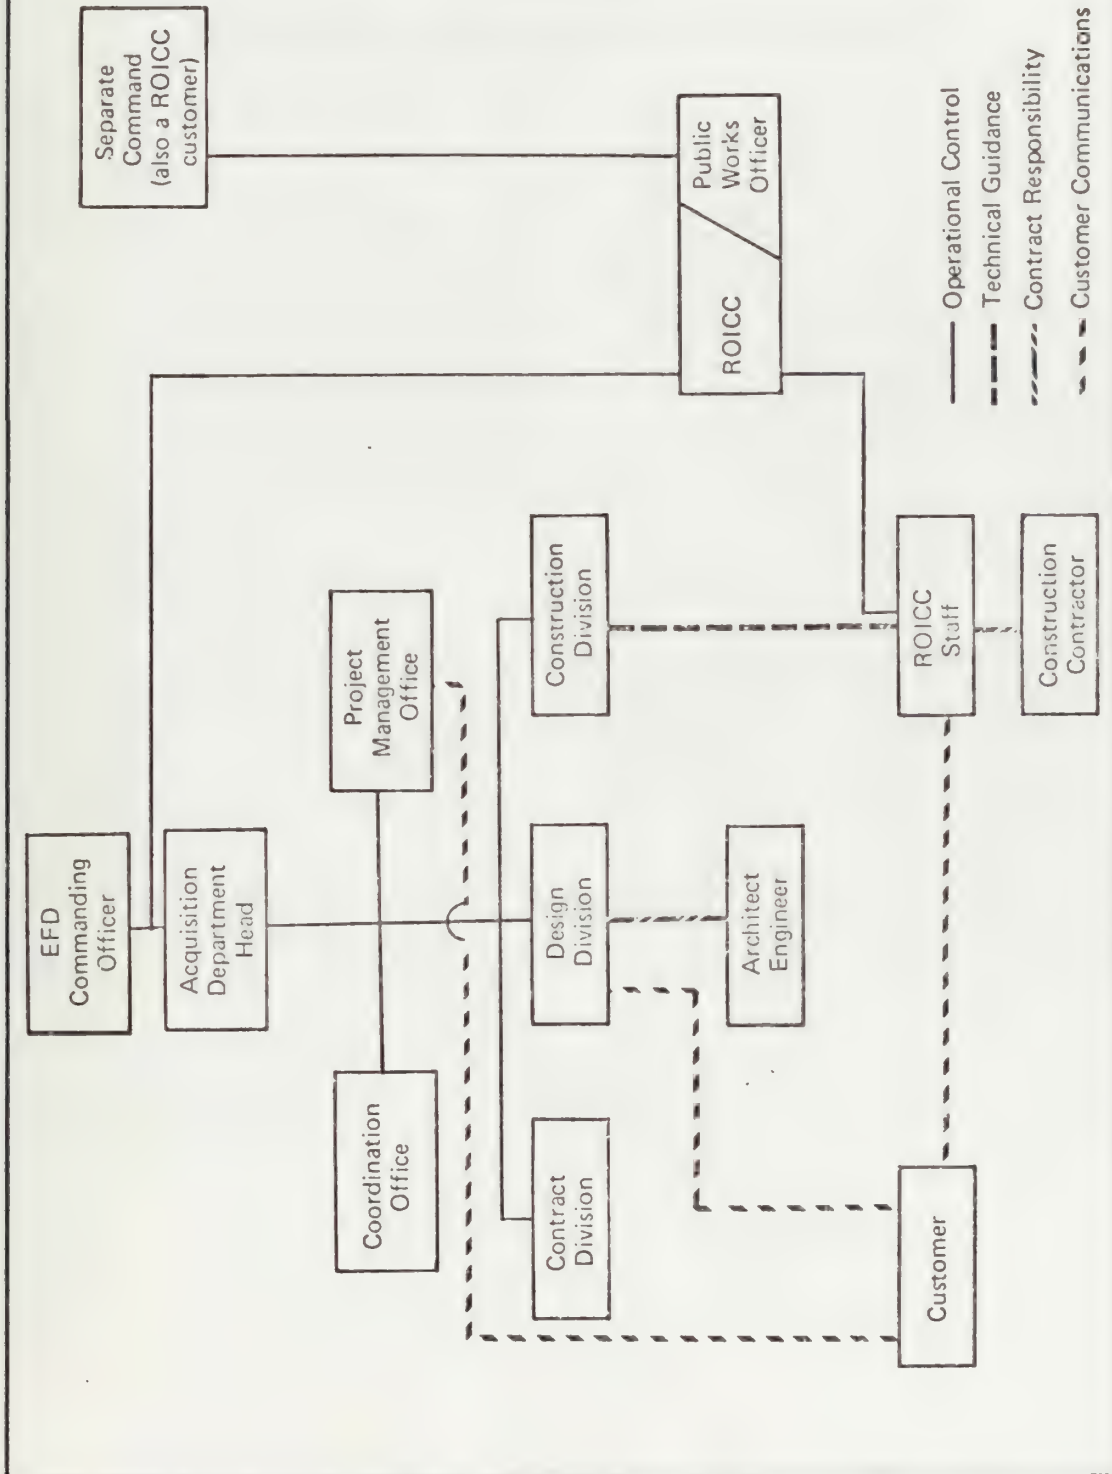 EFD
Commanding
Officer
Acquisition
Department
Head
Separate
Command
(also a ROICC
customer)
Coordination
Office
Project
Management
Office
Contract
Division
Design
Division
Construction
Division
ROICC
Public
Works
Officer
Architect
Engineer
Customer
ROICC
Staff
Construction
Contractor
Operational Control
Technical Guidance
Contract Responsibility
Customer Communications